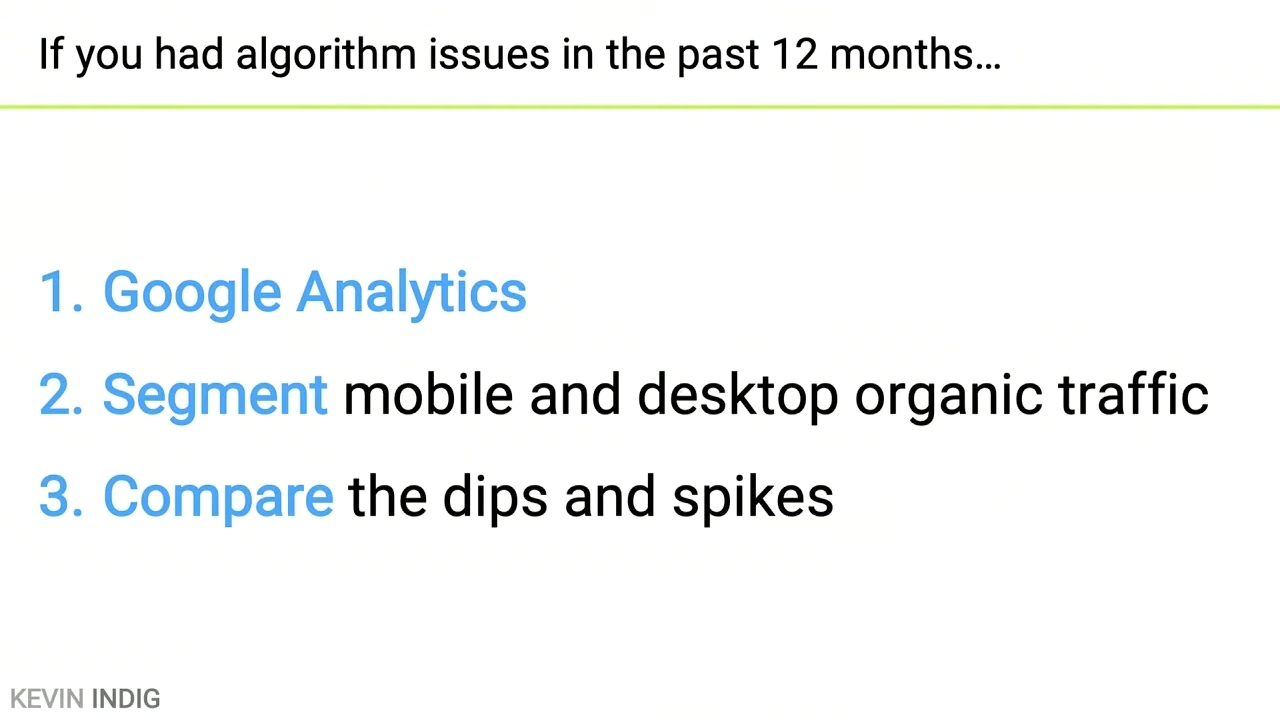 If you had algorithm issues in the past 12 months…
1. Google Analytics
2. Segment mobile and desktop organic traffic
3. Compare the dips and spikes
KEVIN INDIG